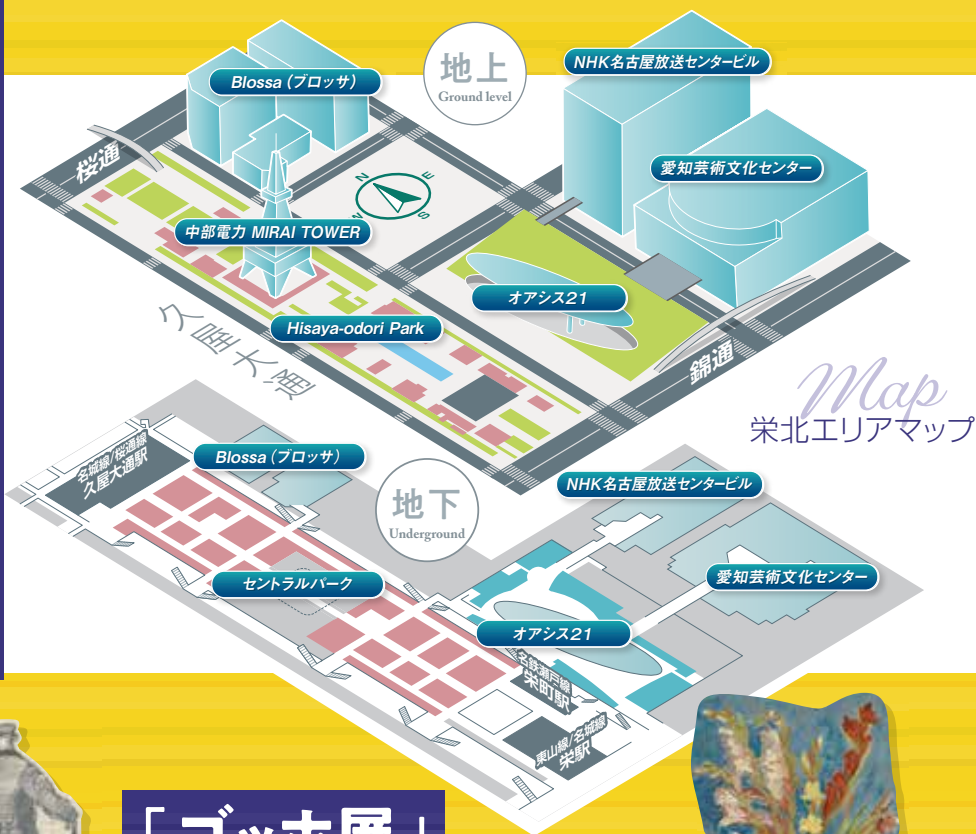 地上
Ground level
NHK名古屋放送センタービル
Blossa（ブロッサ）
桜通
愛知芸術文化センター
N
E
W
S
中部電力 MIRAI TOWER
オアシス21
Hisaya-odori Park
久屋大通
錦通
Map
栄北エリアマップ
名城線/桜通線
久屋大通駅
Blossa（ブロッサ）
地下
Underground
NHK名古屋放送センタービル
セントラルパーク
愛知芸術文化センター
オアシス21
名鉄瀬戸線
栄町駅
東山線/名城線
栄駅
「ゴッホ展」